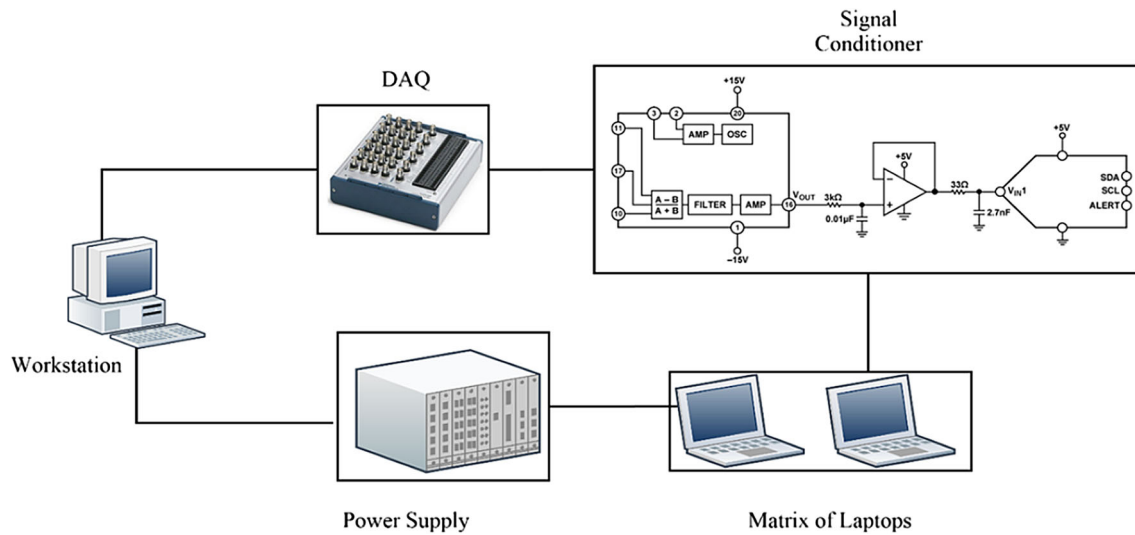 Signal
Conditioner
DAQ
+15V
3
2
20
11
AMP
OSC
17
A – B
A + B
FILTER
AMP
10
16
VOUT
1
–15V
3kΩ
0.01µF
+5V
–
+
33Ω
2.7nF
VIN1
+5V
SDA
SCL
ALERT
Workstation
Power Supply
Matrix of Laptops